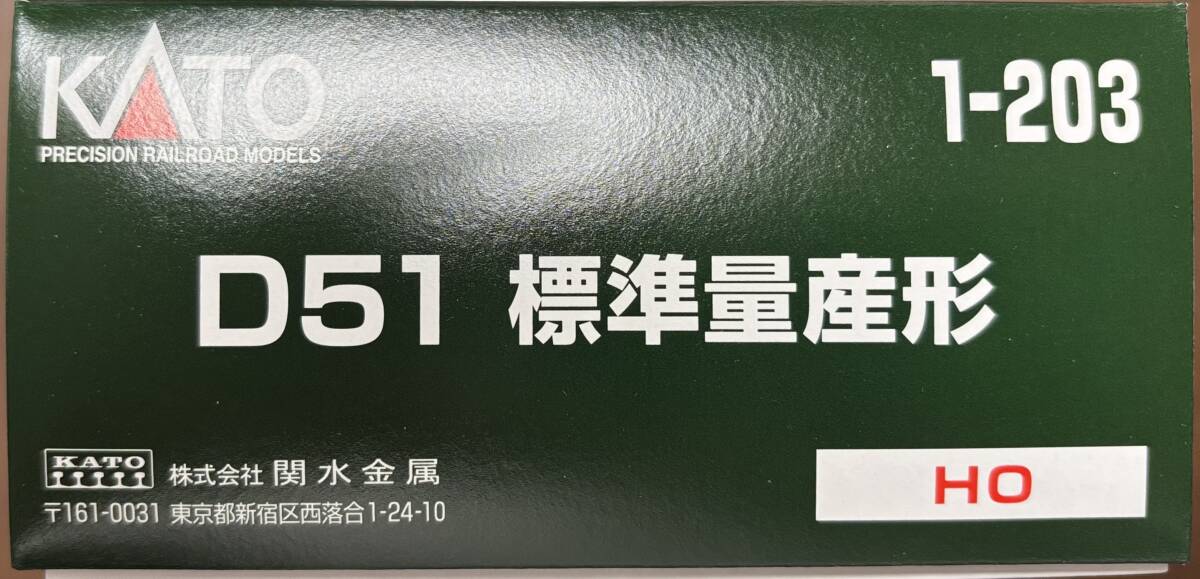 KATO
PRECISION RAILROAD MODELS
1-203
D51 標準量産形
KATO 株式会社 関水金属
〒161-0031 東京都新宿区西落合1-24-10
HO